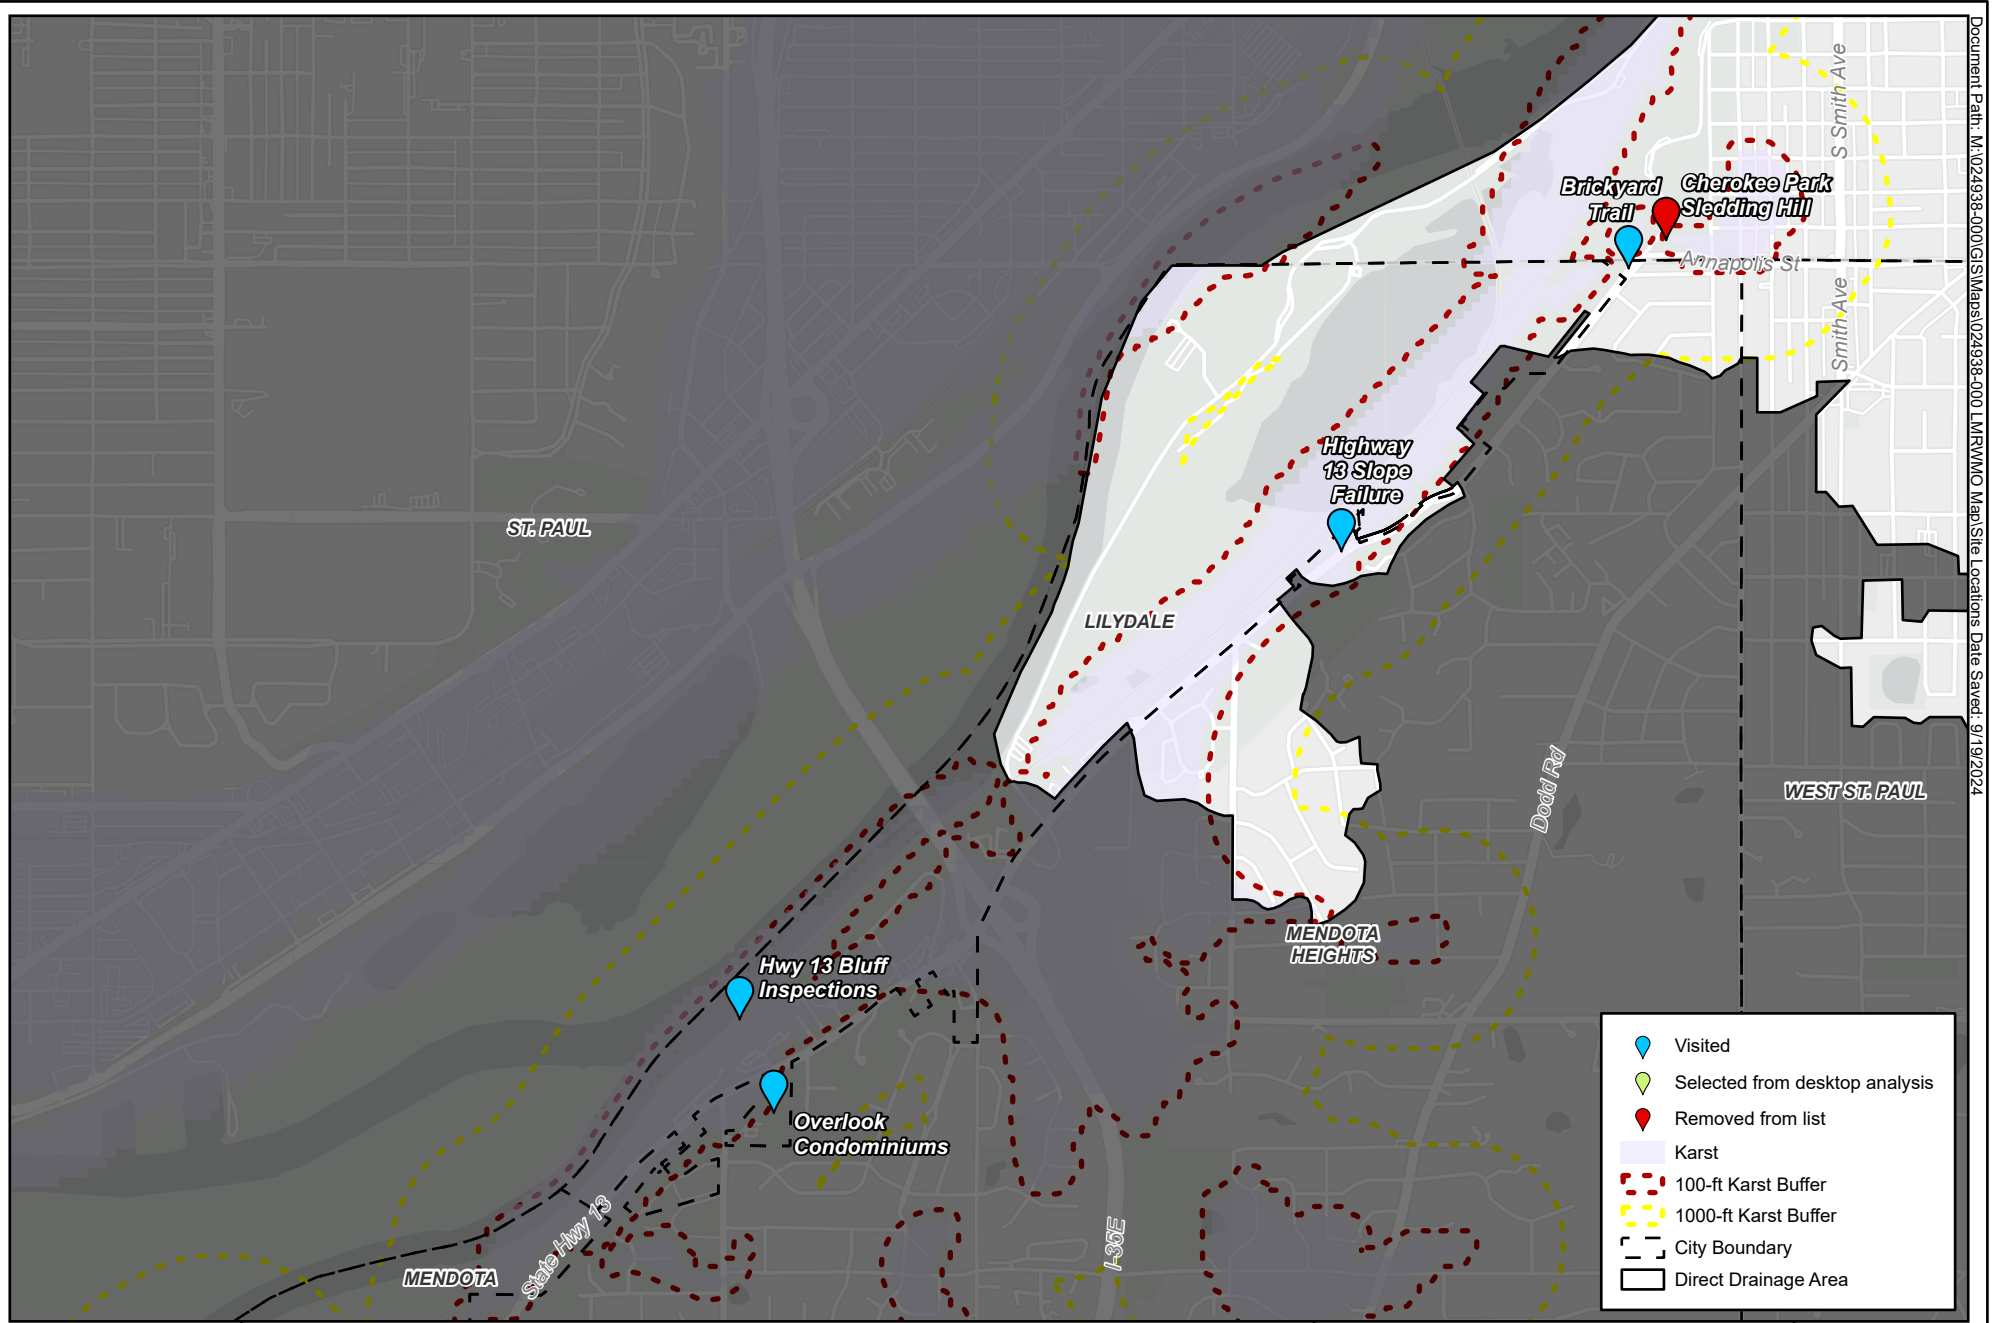 Document Path: M:\024938-000\GIS\Maps\024938-000 LMRWMO Map\Site Locations Date Saved: 9/19/2024
S Smith Ave
Brickyard
Trail
Cherokee Park
Sledding Hill
Annapolis St
Smith Ave
Highway
13 Slope
Failure
ST. PAUL
LILYDALE
Dodd Rd
WEST ST. PAUL
MENDOTA
HEIGHTS
Hwy 13 Bluff
Inspections
Overlook
Condominiums
State Hwy 13
I-35E
MENDOTA
Visited
Selected from desktop analysis
Removed from list
Karst
100-ft Karst Buffer
1000-ft Karst Buffer
City Boundary
Direct Drainage Area